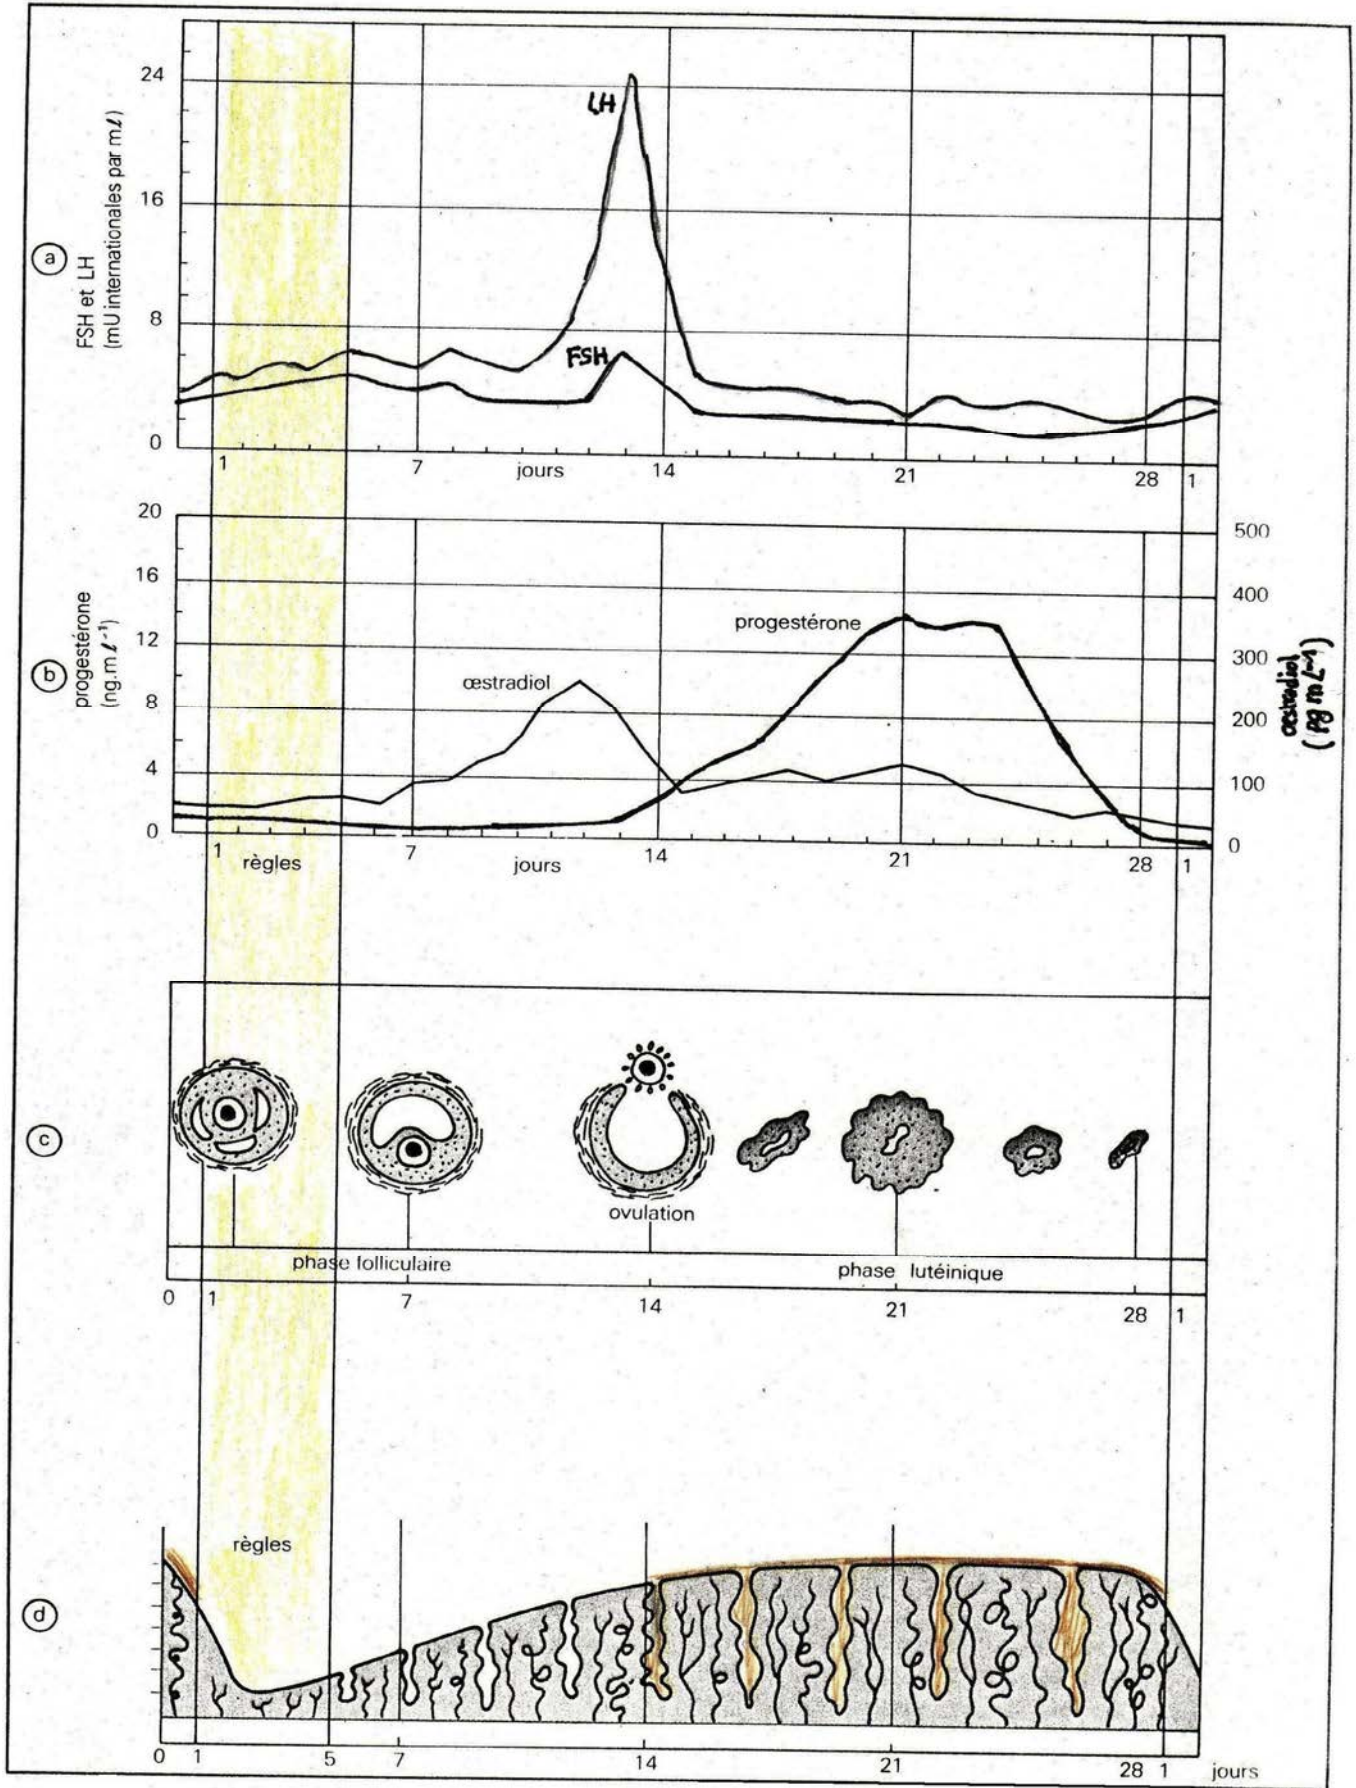 24
LH
16
ⓐ
FSH et LH
(mU internationales par mℓ)
8
FSH
0
1
7
jours
14
21
28
1
20
500
16
400
progestérone
12
300
ⓑ
progestérone
(ng.mℓ⁻¹)
œstradiol
8
200
œstradiol
4
100
0
0
1
règles
7
jours
14
21
28
1
ⓒ
ovulation
phase folliculaire
phase lutéinique
0
1
7
14
21
28
1
règles
ⓓ
0
1
5
7
14
21
28
1
jours